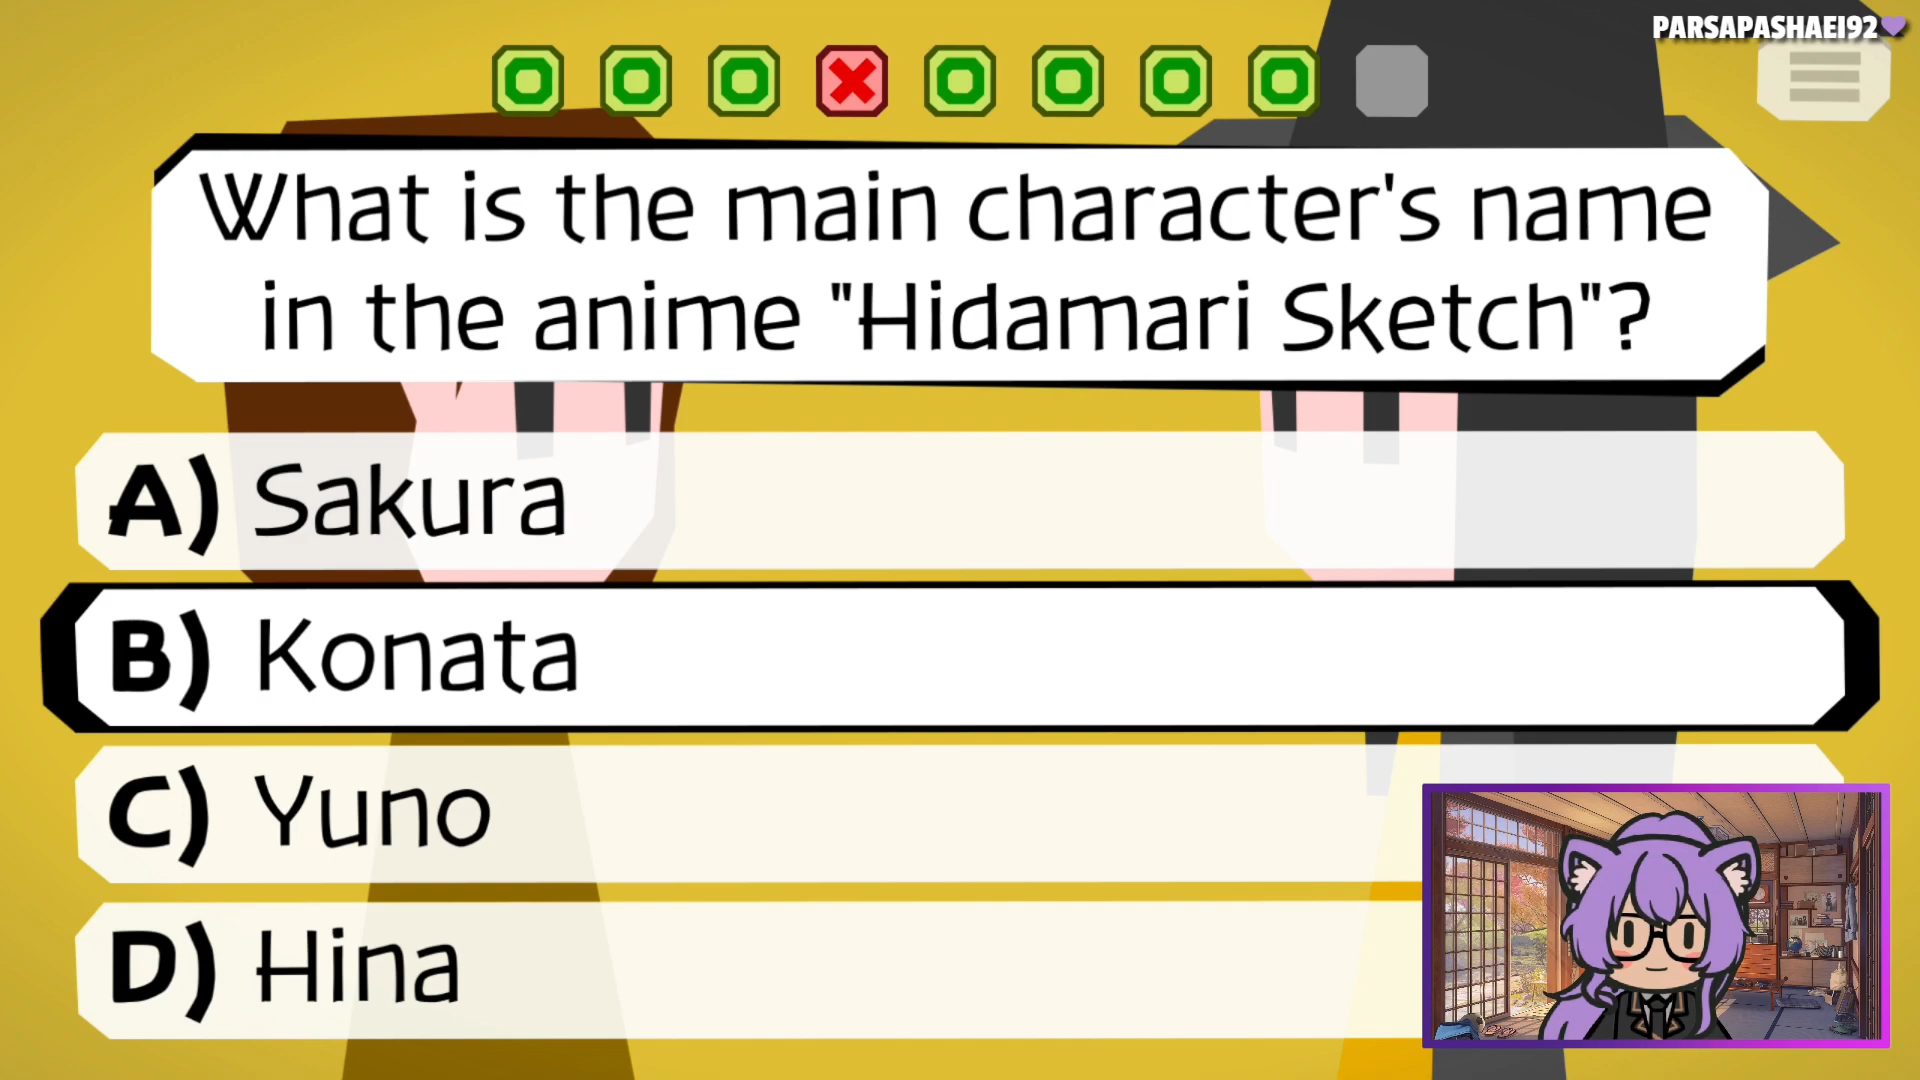 PARSAPASHAEI92
What is the main character's name
in the anime "Hidamari Sketch"?
A) Sakura
B) Konata
C) Yuno
D) Hina